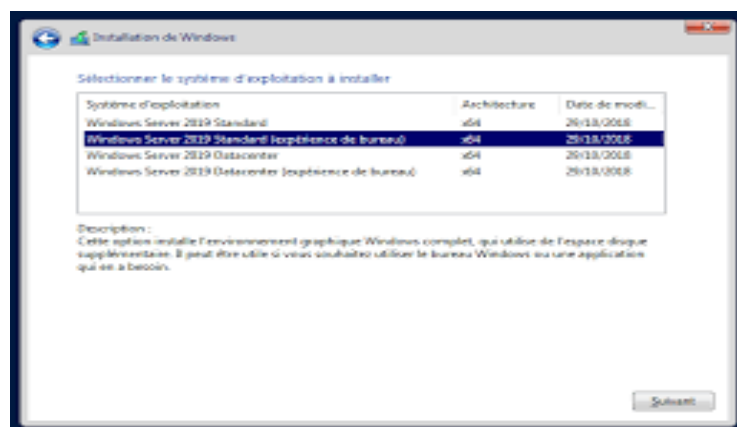 Installation de Windows
Sélectionner le système d'exploitation à installer
Système d'exploitation Architecture Date de modi...
Windows Server 2019 Standard x64 29/10/2018
Windows Server 2019 Standard (expérience de bureau) x64 29/10/2018
Windows Server 2019 Datacenter x64 29/10/2018
Windows Server 2019 Datacenter (expérience de bureau) x64 29/10/2018
Description :
Cette option installe l'environnement graphique Windows complet, qui utilise de l'espace disque
supplémentaire. Il peut être utile si vous souhaitez utiliser le bureau Windows ou une application
qui en a besoin.
Suivant